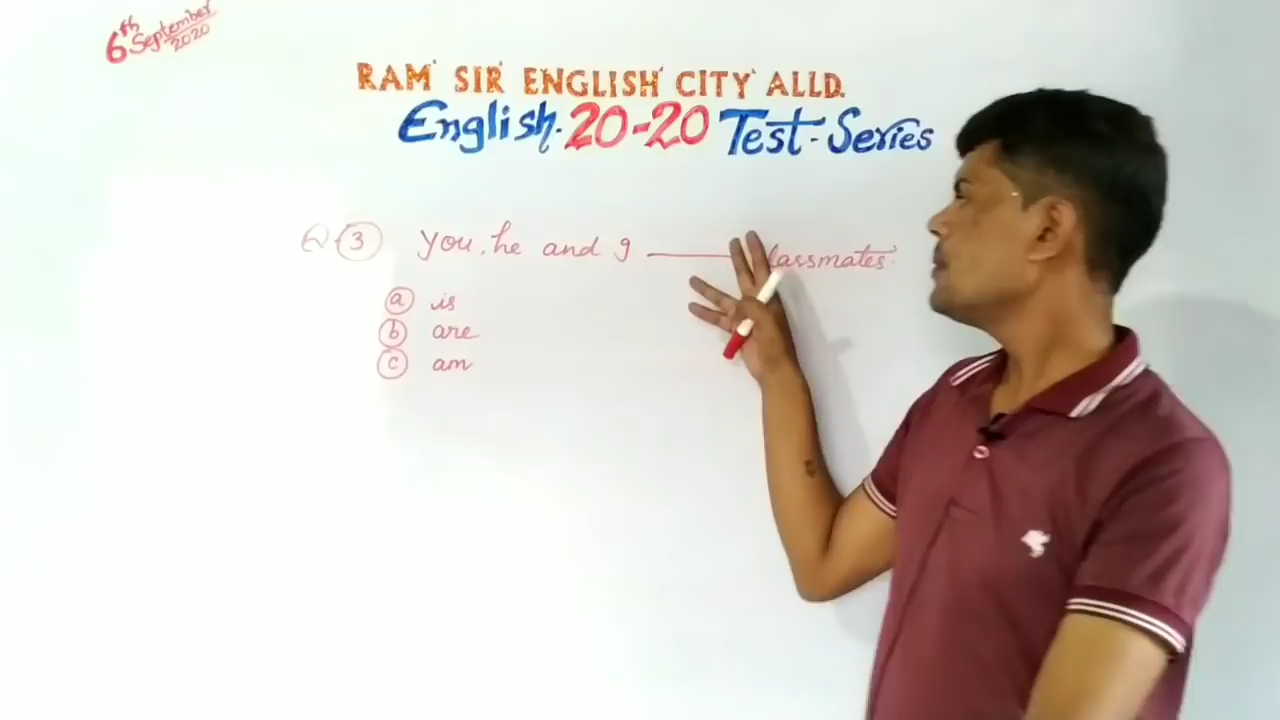 6th September 2020
RAM SIR ENGLISH CITY ALLD.
English. 20-20 Test-Series
Q. 3 You, he and I ______ classmates.
a is
b are
c am